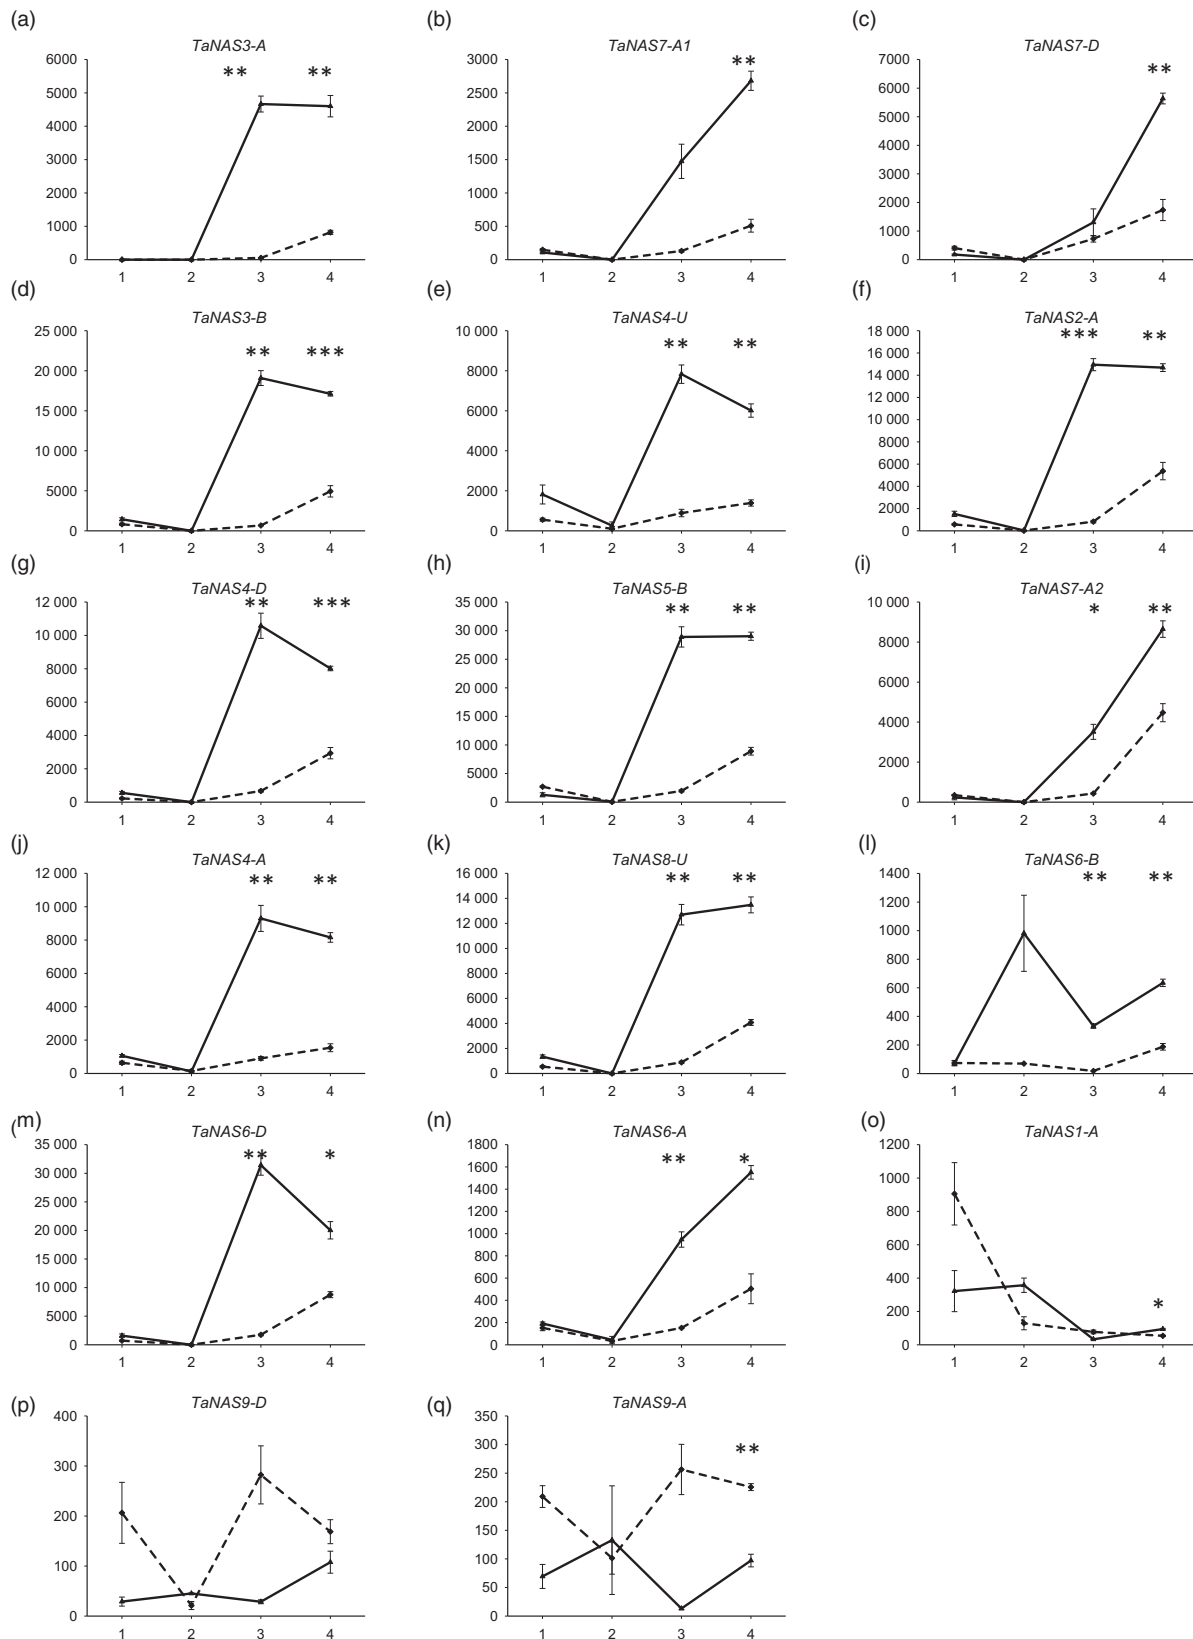 (a) (b) (c)
TaNAS3-A TaNAS7-A1 TaNAS7-D
6000 3000 7000
** ** ** **
5000 2500 6000
4000 2000 5000
3000 1500 4000
2000 1000 3000
1000 500 2000
0 0 1000
0
1 2 3 4 1 2 3 4 1 2 3 4
(d) (e) (f)
TaNAS3-B TaNAS4-U TaNAS2-A
25 000 10 000 18 000
** *** ** ** *** **
20 000 8000 16 000
15 000 6000 14 000
10 000 4000 12 000
5000 2000 10 000
0 0 8000
6000
4000
2000
0
1 2 3 4 1 2 3 4 1 2 3 4
(g) (h) (i)
TaNAS4-D TaNAS5-B TaNAS7-A2
12 000 35 000 10 000
** *** ** ** * **
10 000 30 000 8000
8000 25 000 6000
6000 20 000 4000
4000 15 000 2000
2000 10 000 0
0 5000
0
1 2 3 4 1 2 3 4 1 2 3 4
(j) (k) (l)
TaNAS4-A TaNAS8-U TaNAS6-B
12 000 16 000 1400
** ** ** ** ** **
10 000 14 000 1200
8000 12 000 1000
6000 10 000 800
4000 8000 600
2000 6000 400
0 4000 200
2000 0
0
1 2 3 4 1 2 3 4 1 2 3 4
(m) (n) (o)
TaNAS6-D TaNAS6-A TaNAS1-A
35 000 1800 1200
** * ** * *
30 000 1600 1000
25 000 1400 800
20 000 1200 600
15 000 1000 400
10 000 800 200
5000 600 0
0 400
200
0
1 2 3 4 1 2 3 4 1 2 3 4
(p) (q)
TaNAS9-D TaNAS9-A
400 350
**
300 300
200 250
100 200
0 150
100
50
0
1 2 3 4 1 2 3 4